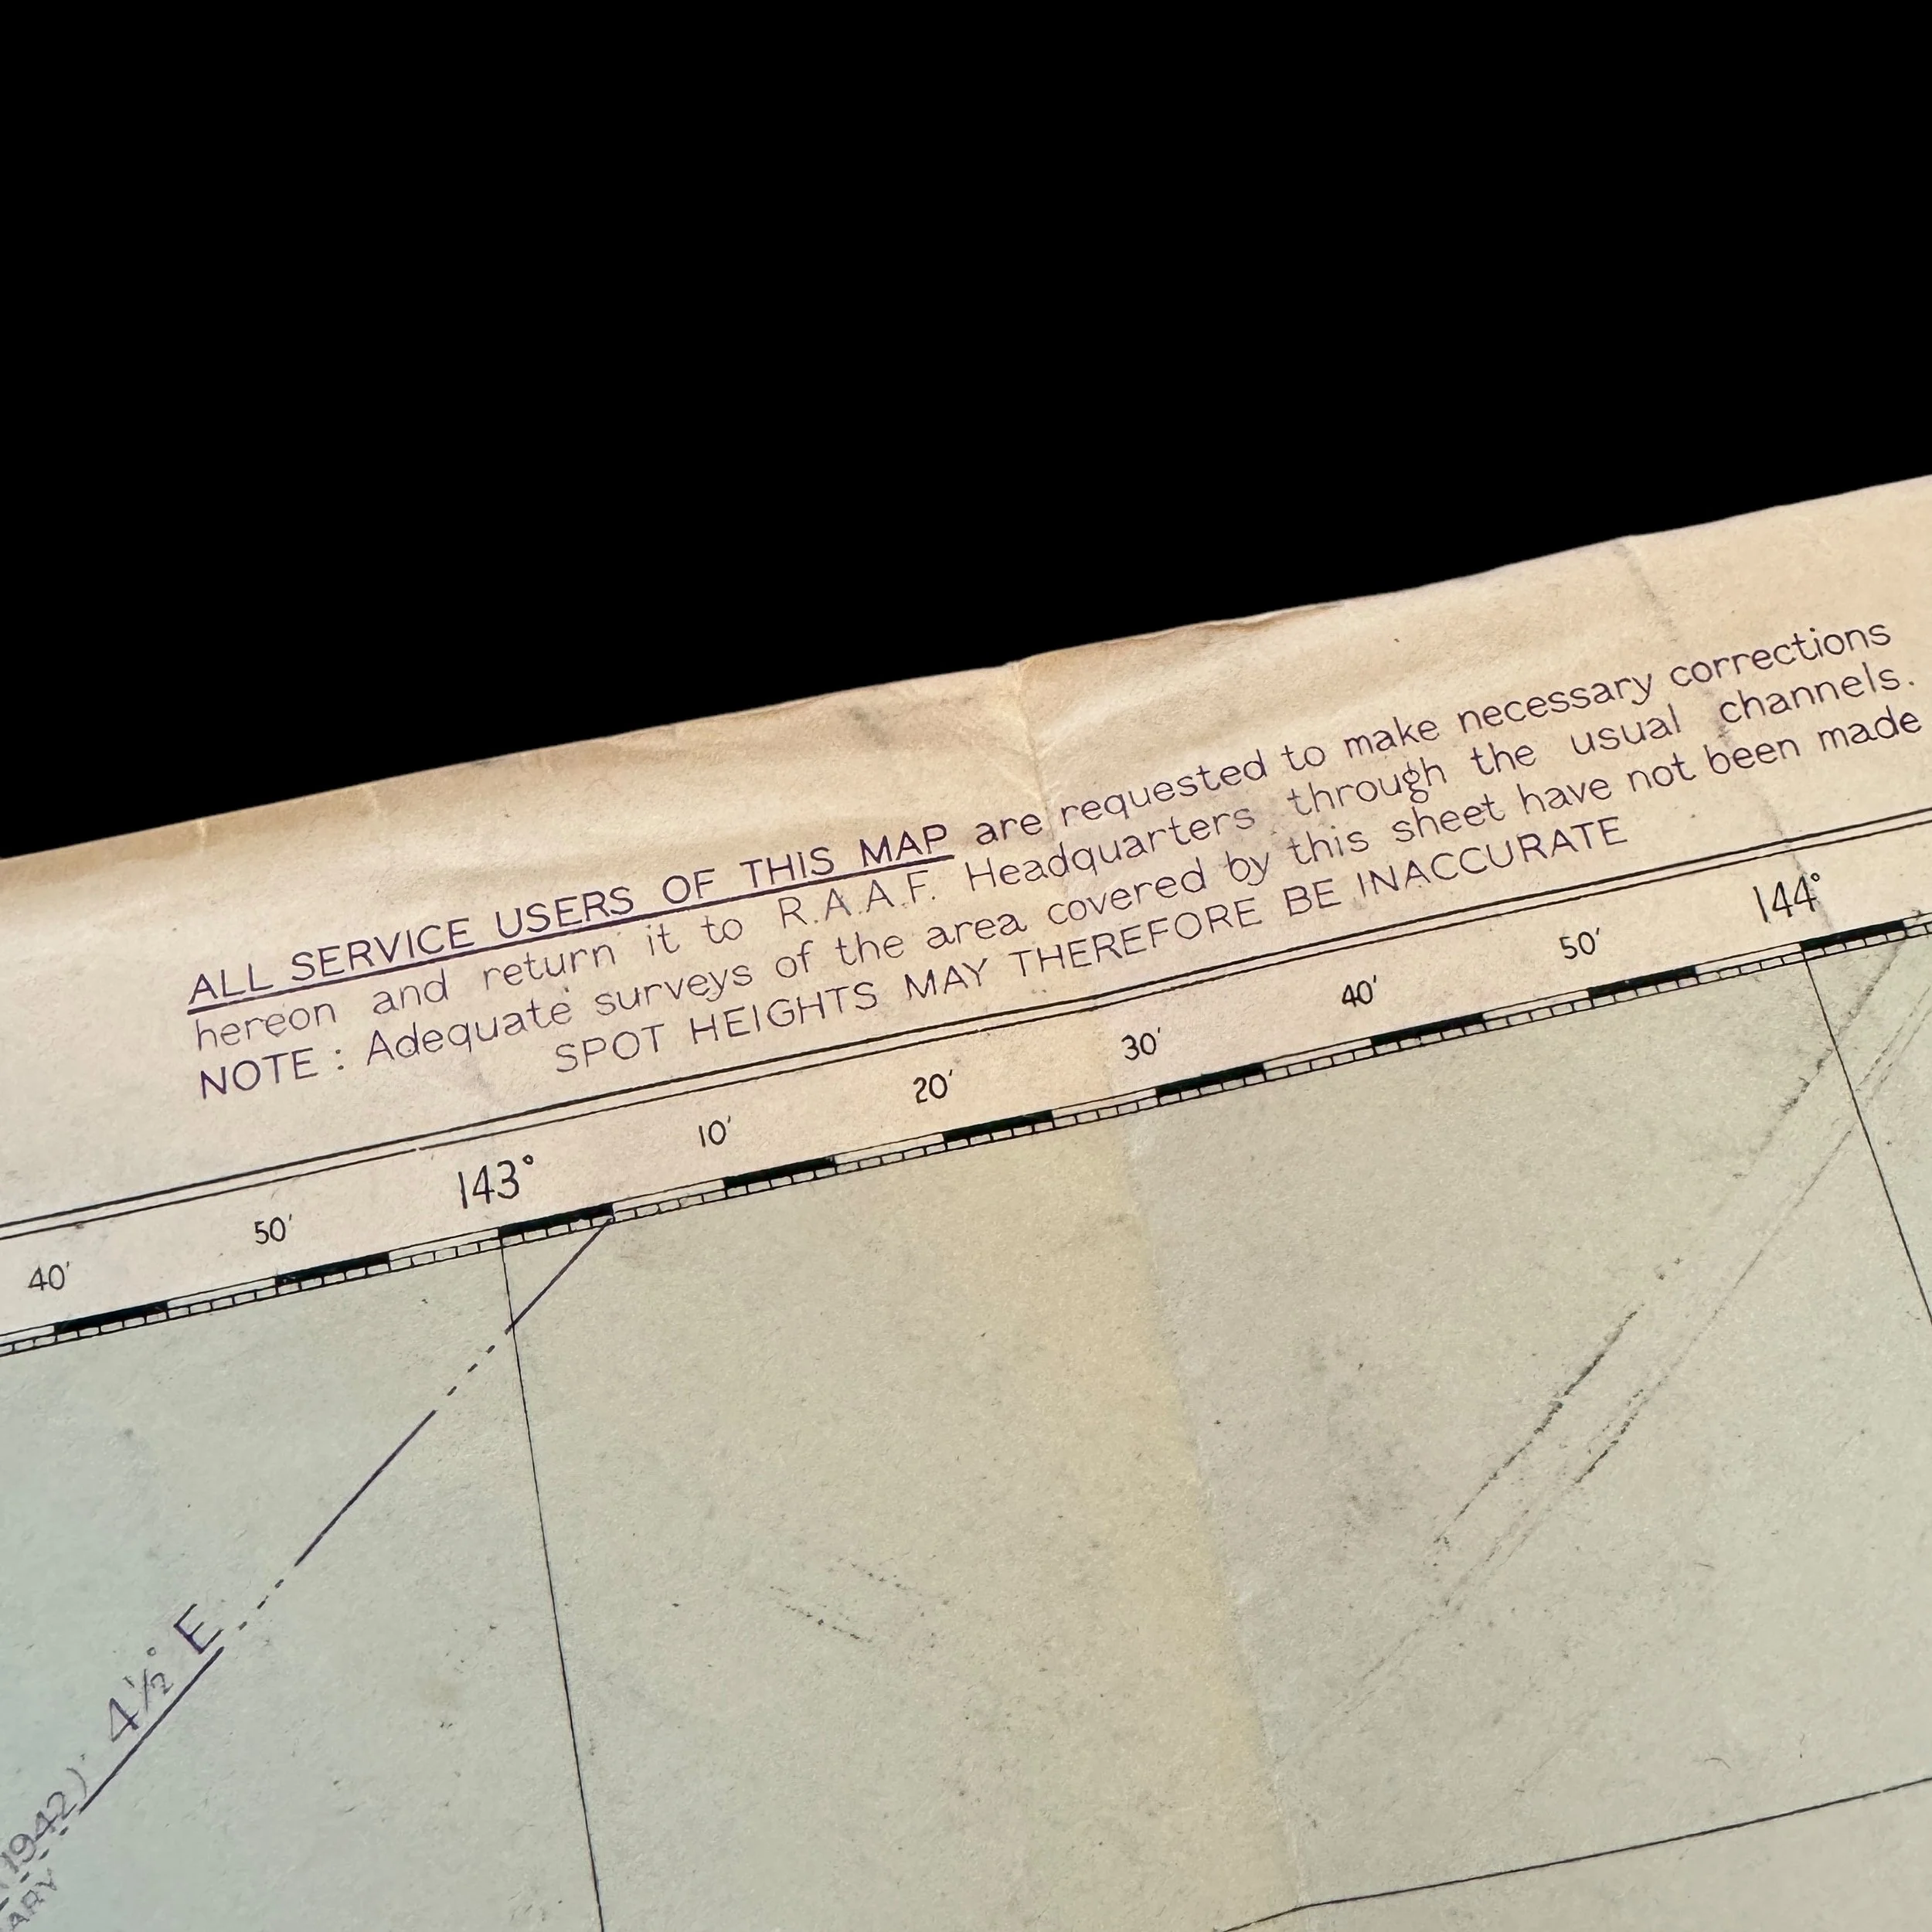 ALL SERVICE USERS OF THIS MAP are requested to make necessary corrections
hereon and return it to R.A.A.F. Headquarters through the usual channels.
NOTE : Adequate surveys of the area covered by this sheet have not been made
SPOT HEIGHTS MAY THEREFORE BE INACCURATE
40′ 50′ 143° 10′ 20′ 30′ 40′ 50′ 144°
1942) 4½° E